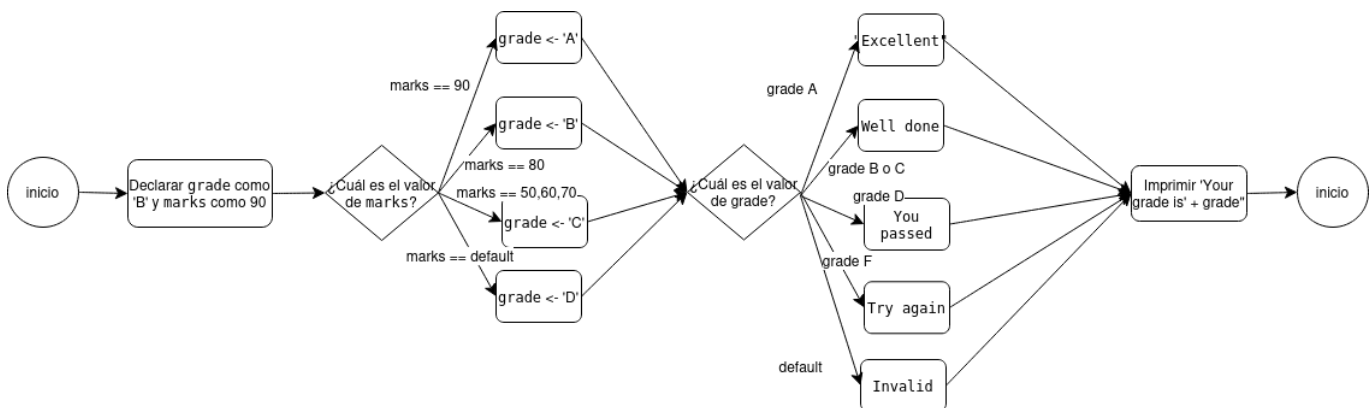 inicio
Declarar grade como
'B' y marks como 90
¿Cuál es el valor
de marks?
marks == 90
marks == 80
marks == 50,60,70
marks == default
grade <- 'A'
grade <- 'B'
grade <- 'C'
grade <- 'D'
¿Cuál es el valor
de grade?
grade A
grade B o C
grade D
grade F
default
'Excellent"
Well done
You
passed
Try again
Invalid
Imprimir 'Your
grade is' + grade"
inicio